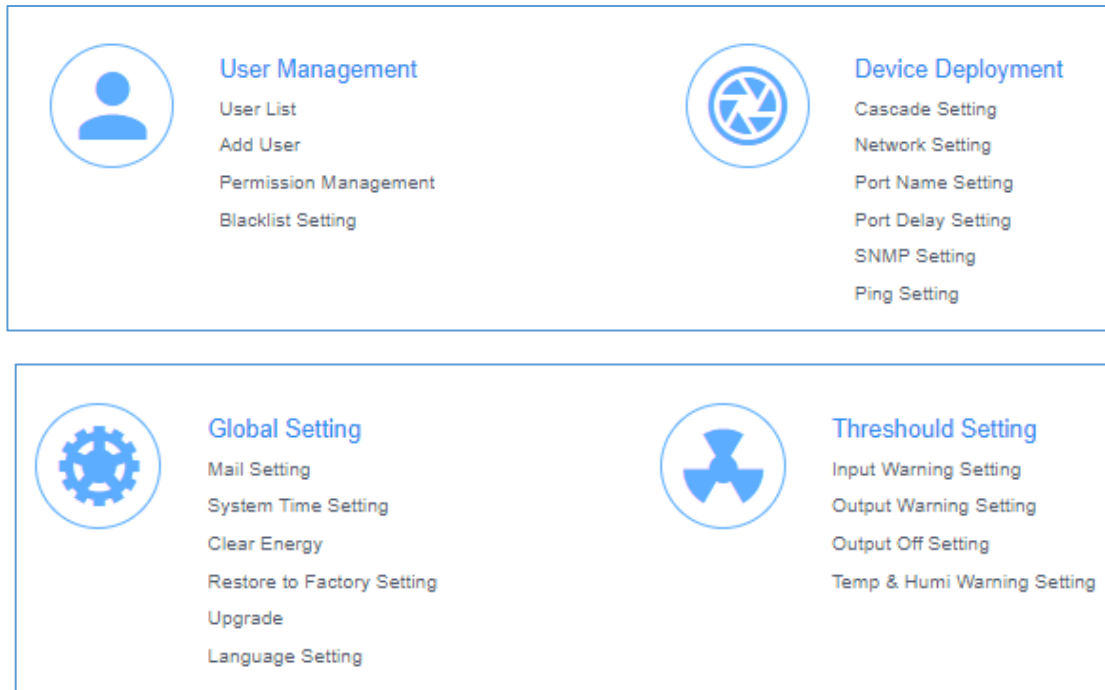 User Management
User List
Add User
Permission Management
Blacklist Setting
Device Deployment
Cascade Setting
Network Setting
Port Name Setting
Port Delay Setting
SNMP Setting
Ping Setting
Global Setting
Mail Setting
System Time Setting
Clear Energy
Restore to Factory Setting
Upgrade
Language Setting
Threshould Setting
Input Warning Setting
Output Warning Setting
Output Off Setting
Temp & Humi Warning Setting